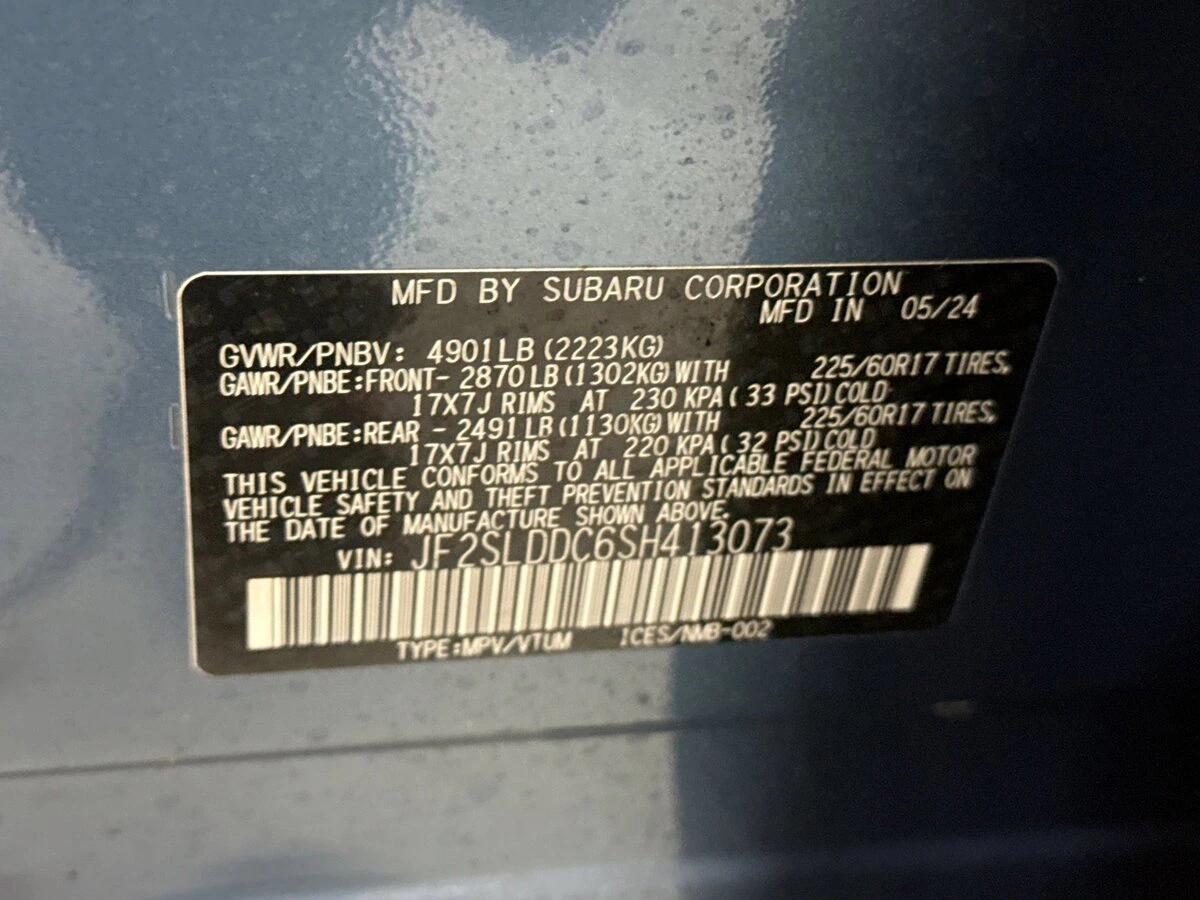 MFD BY SUBARU CORPORATION
MFD IN 05/24
GVWR/PNBV: 4901LB (2223KG)
GAWR/PNBE:FRONT- 2870 LB (1302KG) WITH 225/60R17 TIRES,
17X7J RIMS AT 230 KPA ( 33 PSI) COLD
GAWR/PNBE:REAR - 2491 LB (1130KG) WITH 225/60R17 TIRES,
17X7J RIMS AT 220 KPA ( 32 PSI) COLD
THIS VEHICLE CONFORMS TO ALL APPLICABLE FEDERAL MOTOR
VEHICLE SAFETY AND THEFT PREVENTION STANDARDS IN EFFECT ON
THE DATE OF MANUFACTURE SHOWN ABOVE.
VIN: JF2SLDDC6SH413073
TYPE:MPV/VTUM ICES/NMB-002